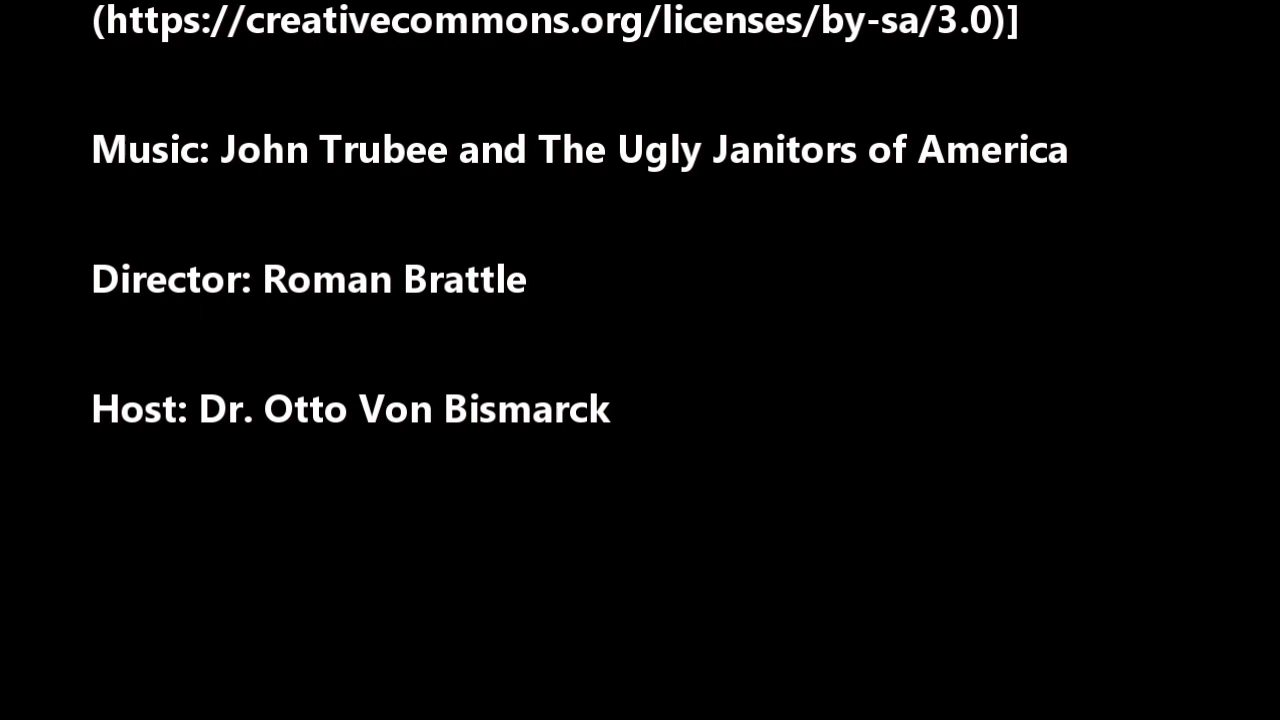 (https://creativecommons.org/licenses/by-sa/3.0)]
Music: John Trubee and The Ugly Janitors of America
Director: Roman Brattle
Host: Dr. Otto Von Bismarck